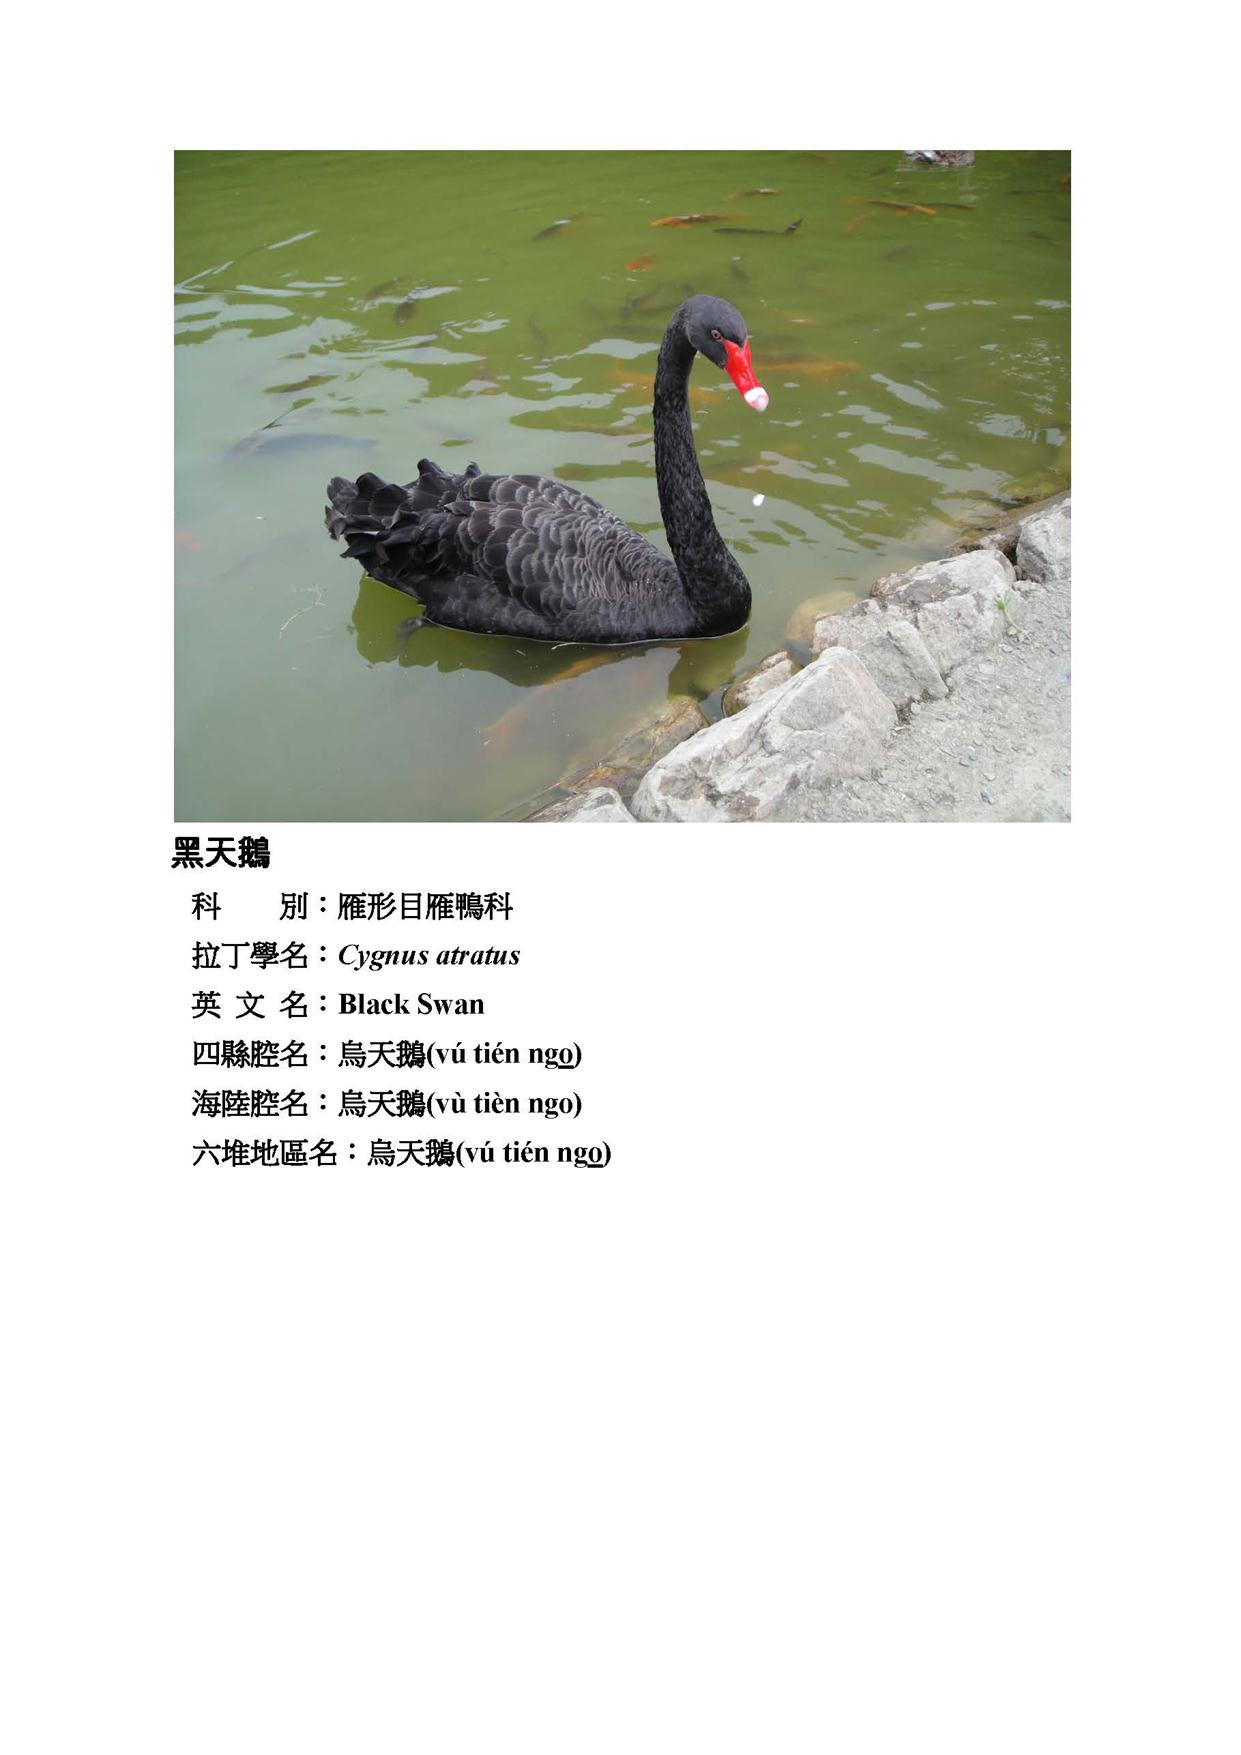 黑天鵝
科　　別：雁形目雁鴨科
拉丁學名：Cygnus atratus
英 文 名：Black Swan
四縣腔名：烏天鵝(vú tién ngo)
海陸腔名：烏天鵝(vù tièn ngo)
六堆地區名：烏天鵝(vú tién ngo)